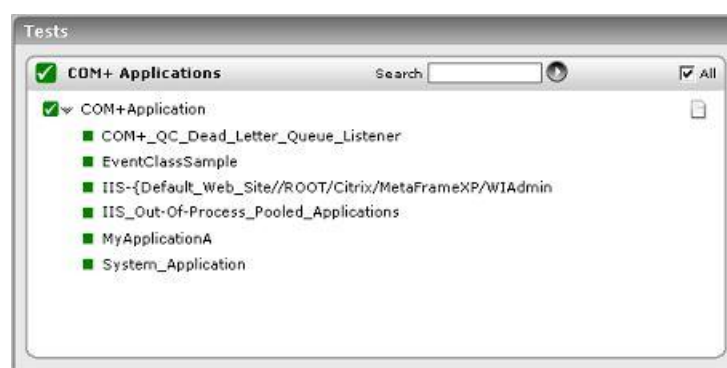 Tests
COM+ Applications Search All
COM+Application
COM+_QC_Dead_Letter_Queue_Listener
EventClassSample
IIS-{Default_Web_Site//ROOT/Citrix/MetaFrameXP/WIAdmin
IIS_Out-Of-Process_Pooled_Applications
MyApplicationA
System_Application